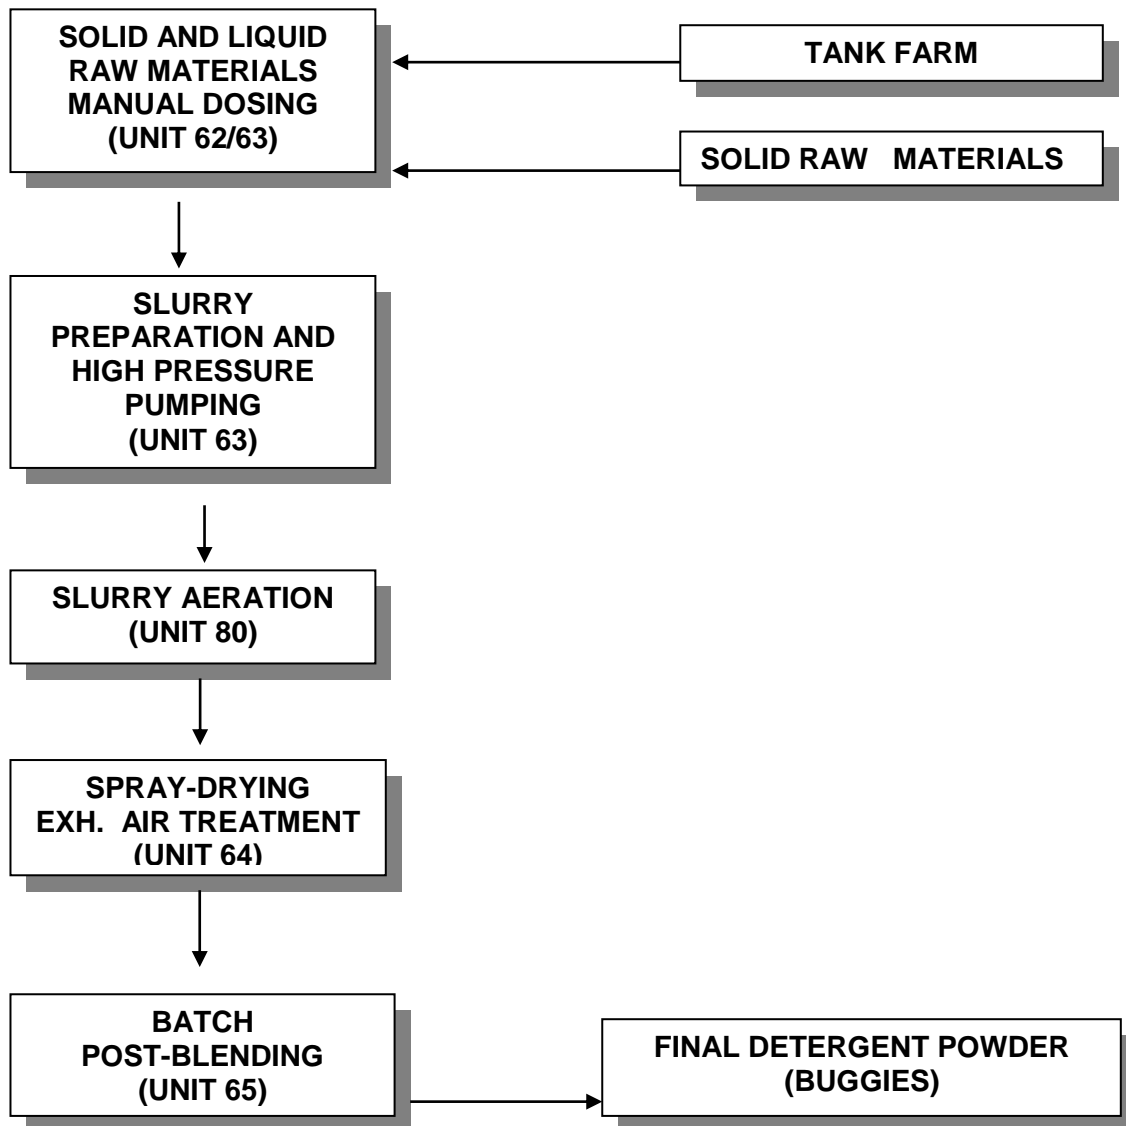 SOLID AND LIQUID
RAW MATERIALS
MANUAL DOSING
(UNIT 62/63)
TANK FARM
SOLID RAW MATERIALS
SLURRY
PREPARATION AND
HIGH PRESSURE
PUMPING
(UNIT 63)
SLURRY AERATION
(UNIT 80)
SPRAY-DRYING
EXH. AIR TREATMENT
(UNIT 64)
BATCH
POST-BLENDING
(UNIT 65)
FINAL DETERGENT POWDER
(BUGGIES)